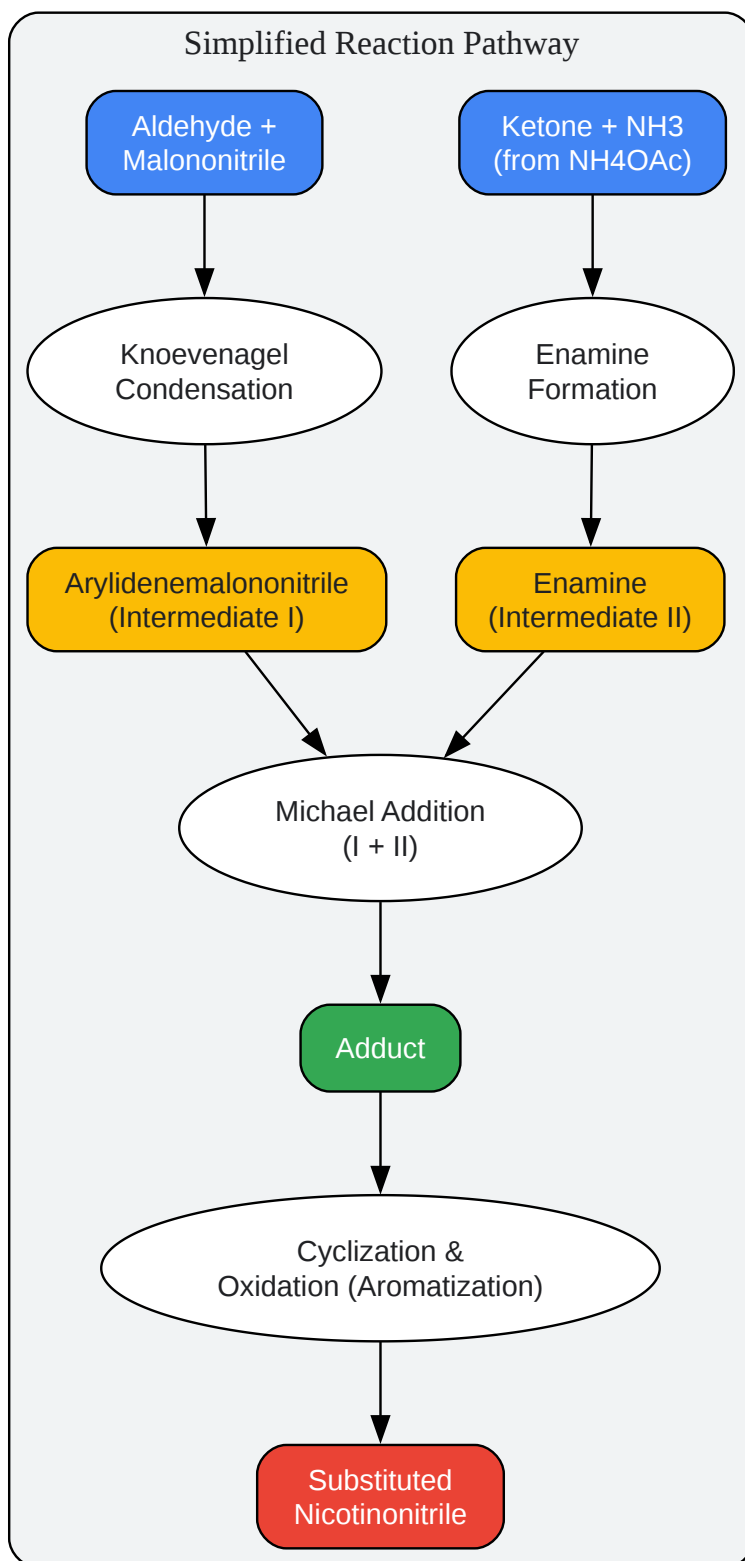 Simplified Reaction Pathway
Aldehyde +
Malononitrile
Ketone + NH3
(from NH4OAc)
Knoevenagel
Condensation
Enamine
Formation
Arylidenemalononitrile
(Intermediate I)
Enamine
(Intermediate II)
Michael Addition
(I + II)
Adduct
Cyclization &
Oxidation (Aromatization)
Substituted
Nicotinonitrile